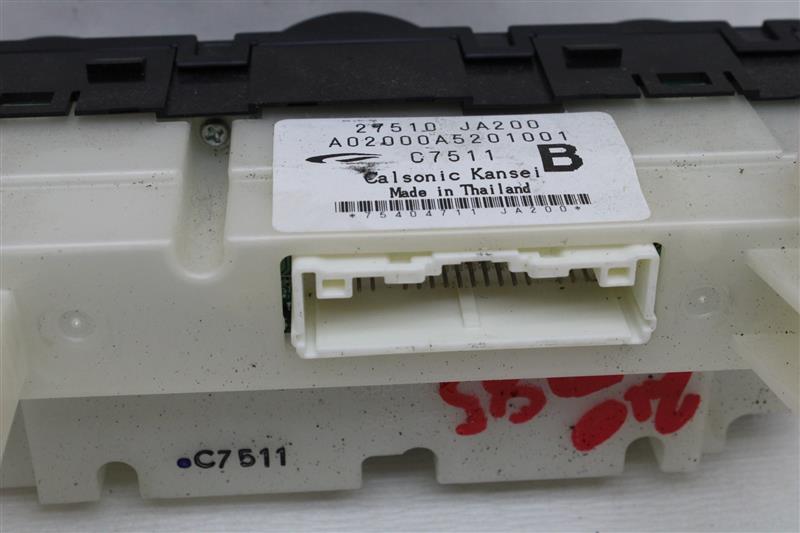 27510 JA200
A02000A5201001
C7511 B
Calsonic Kansei
Made in Thailand
*75404711 JA200*
C7511